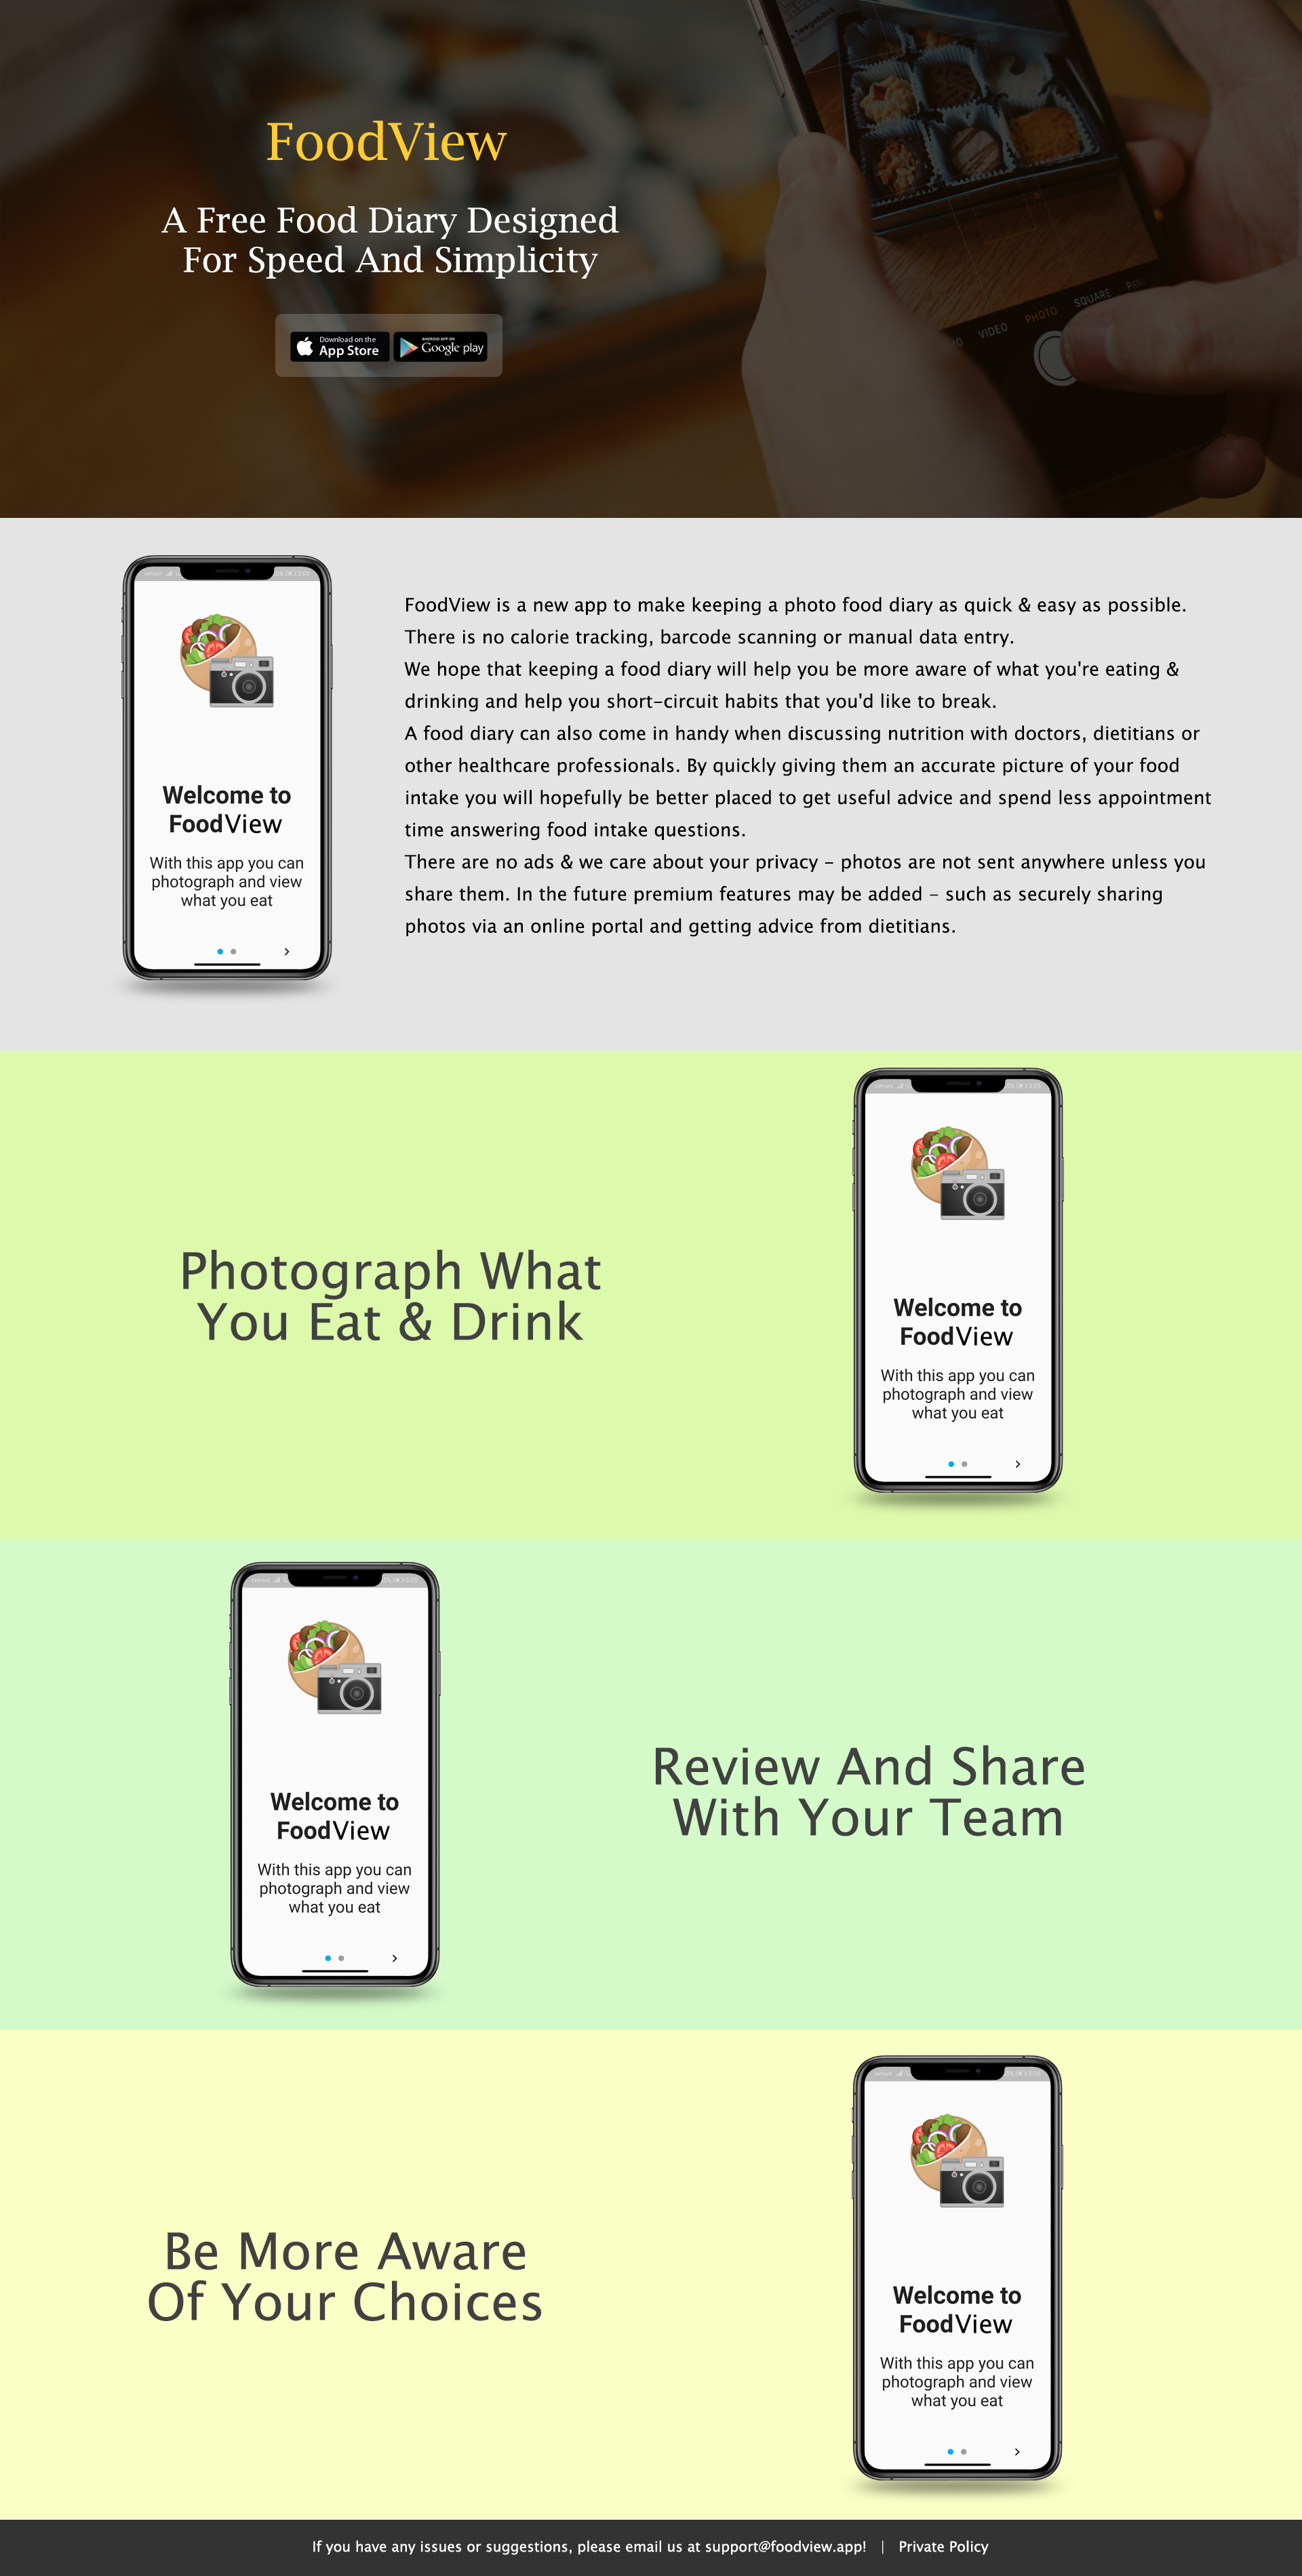 FoodView
A Free Food Diary Designed
For Speed And Simplicity
Download on the
App Store
ANDROID APP ON
Google play
VIDEO
PHOTO
SQUARE
FoodView is a new app to make keeping a photo food diary as quick & easy as possible.
There is no calorie tracking, barcode scanning or manual data entry.
We hope that keeping a food diary will help you be more aware of what you're eating &
drinking and help you short-circuit habits that you'd like to break.
A food diary can also come in handy when discussing nutrition with doctors, dietitians or
other healthcare professionals. By quickly giving them an accurate picture of your food
intake you will hopefully be better placed to get useful advice and spend less appointment
time answering food intake questions.
There are no ads & we care about your privacy - photos are not sent anywhere unless you
share them. In the future premium features may be added - such as securely sharing
photos via an online portal and getting advice from dietitians.
Welcome to
FoodView
With this app you can
photograph and view
what you eat
Photograph What
You Eat & Drink
Welcome to
FoodView
With this app you can
photograph and view
what you eat
Welcome to
FoodView
With this app you can
photograph and view
what you eat
Review And Share
With Your Team
Be More Aware
Of Your Choices
Welcome to
FoodView
With this app you can
photograph and view
what you eat
If you have any issues or suggestions, please email us at support@foodview.app! | Private Policy